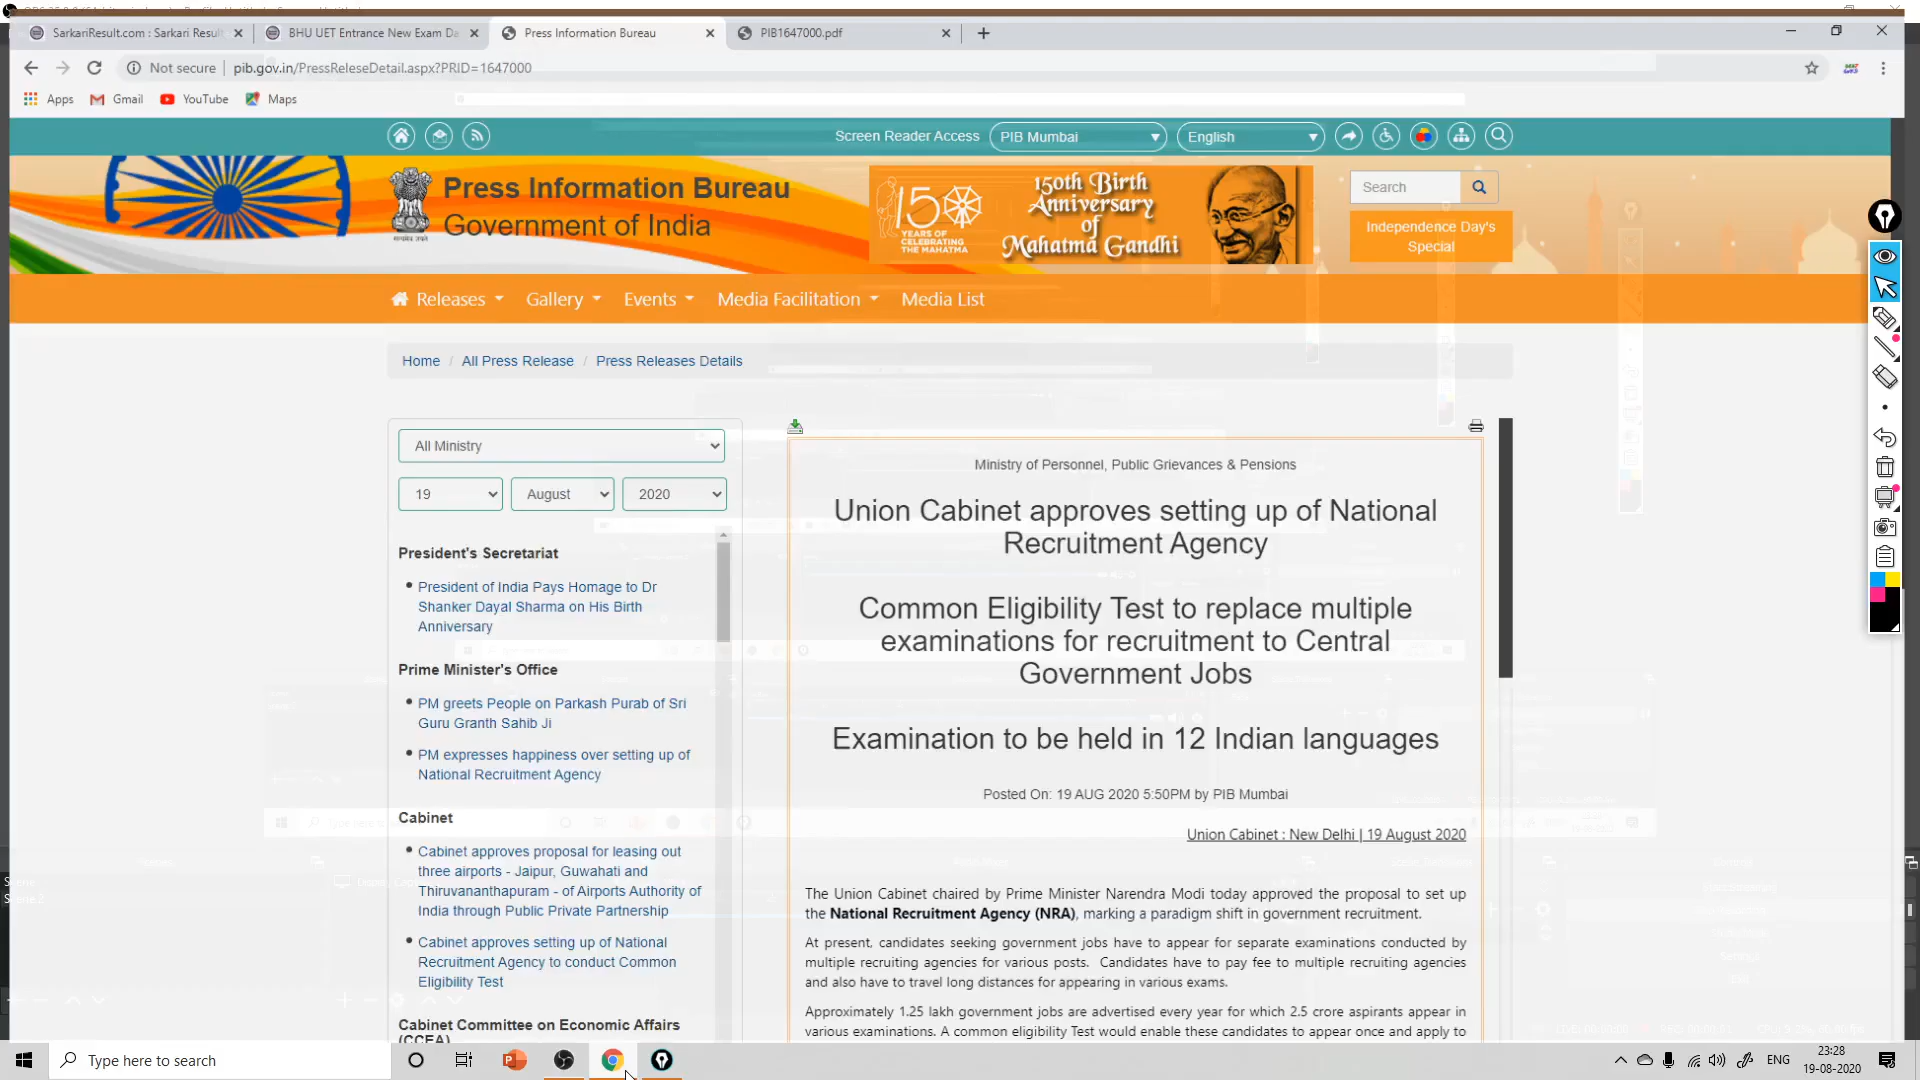 SarkariResult.com : Sarkari Resu
BHU UET Entrance New Exam Da
Press Information Bureau
PIB1647000.pdf
Not secure
pib.gov.in/PressReleseDetail.aspx?PRID=1647000
Apps
Gmail
YouTube
Maps
Screen Reader Access
PIB Mumbai
English
Press Information Bureau
Government of India
सत्यमेव जयते
150
YEARS OF
CELEBRATING
THE MAHATMA
150th Birth
Anniversary
of
Mahatma Gandhi
Search
Independence Day's
Special
Releases
Gallery
Events
Media Facilitation
Media List
Home / All Press Release / Press Releases Details
All Ministry
19
August
2020
President's Secretariat
President of India Pays Homage to Dr
Shanker Dayal Sharma on His Birth
Anniversary
Prime Minister's Office
PM greets People on Parkash Purab of Sri
Guru Granth Sahib Ji
PM expresses happiness over setting up of
National Recruitment Agency
Cabinet
Cabinet approves proposal for leasing out
three airports - Jaipur, Guwahati and
Thiruvananthapuram - of Airports Authority of
India through Public Private Partnership
Cabinet approves setting up of National
Recruitment Agency to conduct Common
Eligibility Test
Cabinet Committee on Economic Affairs
(CCEA)
Ministry of Personnel, Public Grievances & Pensions
Union Cabinet approves setting up of National
Recruitment Agency
Common Eligibility Test to replace multiple
examinations for recruitment to Central
Government Jobs
Examination to be held in 12 Indian languages
Posted On: 19 AUG 2020 5:50PM by PIB Mumbai
Union Cabinet : New Delhi | 19 August 2020
The Union Cabinet chaired by Prime Minister Narendra Modi today approved the proposal to set up
the National Recruitment Agency (NRA), marking a paradigm shift in government recruitment.
At present, candidates seeking government jobs have to appear for separate examinations conducted by
multiple recruiting agencies for various posts. Candidates have to pay fee to multiple recruiting agencies
and also have to travel long distances for appearing in various exams.
Approximately 1.25 lakh government jobs are advertised every year for which 2.5 crore aspirants appear in
various examinations. A common eligibility Test would enable these candidates to appear once and apply to
Type here to search
ENG
23:28
19-08-2020